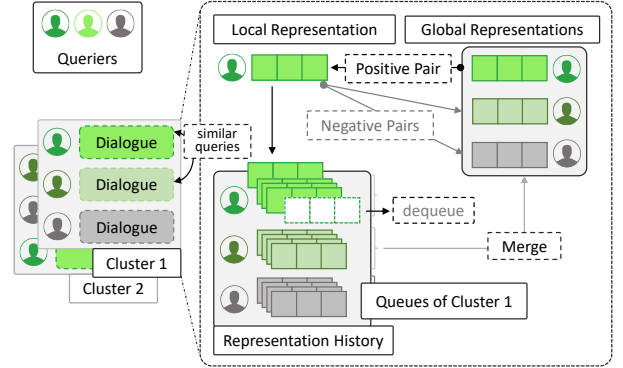 Queriers
Local Representation
Global Representations
Positive Pair
Negative Pairs
similar
queries
Dialogue
Dialogue
Dialogue
Cluster 1
Cluster 2
dequeue
Merge
Queues of Cluster 1
Representation History